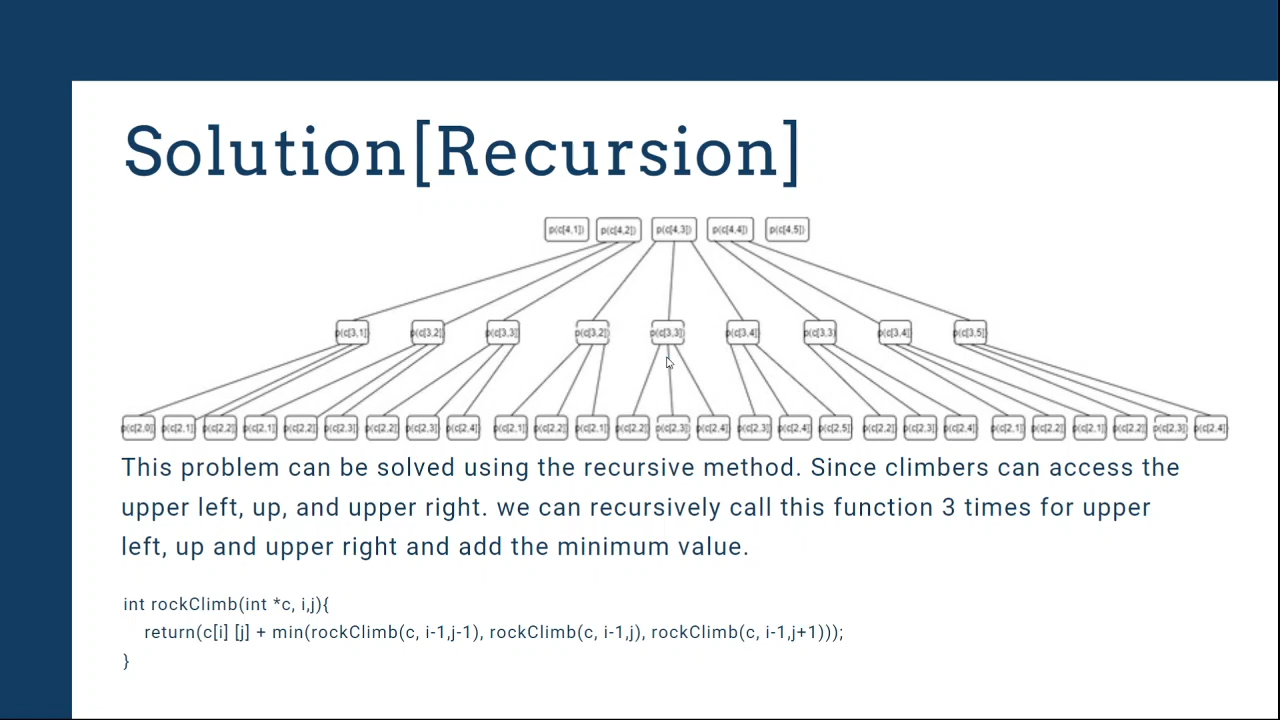 Solution[Recursion]
p(c[4,1]) p(c[4,2]) p(c[4,3]) p(c[4,4]) p(c[4,5])
p(c[3,1] p(c[3,2] p(c[3,3] p(c[3,2] p(c[3,3] p(c[3,4] p(c[3,3) p(c[3,4] p(c[3,5]
p(c[2,0] p(c[2,1] p(c[2,2] p(c[2,1] p(c[2,2] p(c[2,3] p(c[2,2] p(c[2,3] p(c[2,4] p(c[2,1] p(c[2,2] p(c[2,1] p(c[2,2] p(c[2,3] p(c[2,4] p(c[2,3] p(c[2,4] p(c[2,5] p(c[2,2] p(c[2,3] p(c[2,4] p(c[2,1] p(c[2,2] p(c[2,1] p(c[2,2] p(c[2,3] p(c[2,4]
This problem can be solved using the recursive method. Since climbers can access the
upper left, up, and upper right. we can recursively call this function 3 times for upper
left, up and upper right and add the minimum value.
int rockClimb(int *c, i,j){
return(c[i] [j] + min(rockClimb(c, i-1,j-1), rockClimb(c, i-1,j), rockClimb(c, i-1,j+1)));
}